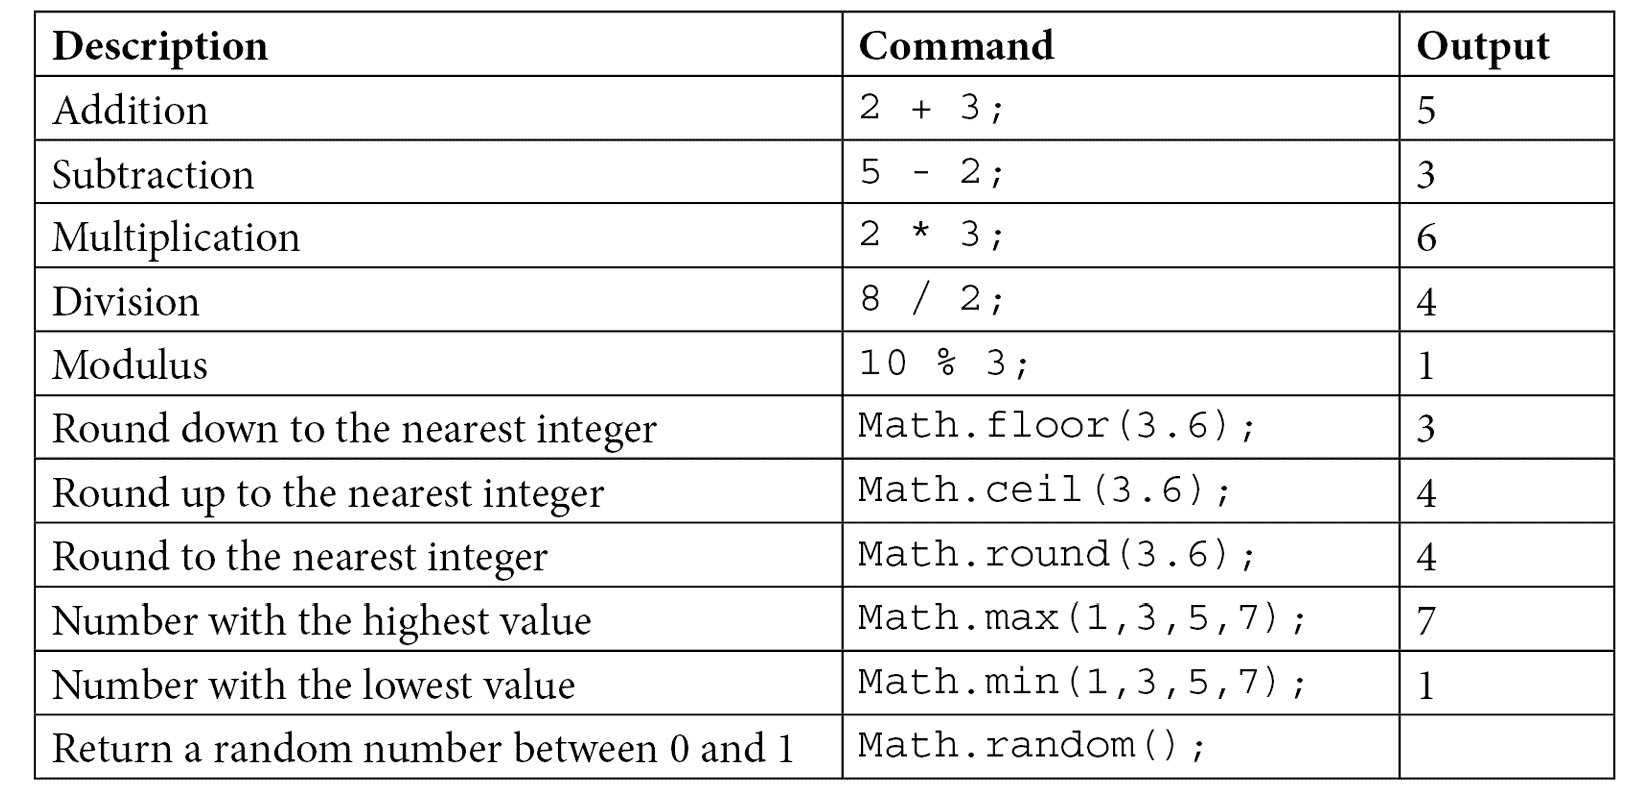 Description Command Output
Addition 2 + 3; 5
Subtraction 5 - 2; 3
Multiplication 2 * 3; 6
Division 8 / 2; 4
Modulus 10 % 3; 1
Round down to the nearest integer Math.floor(3.6); 3
Round up to the nearest integer Math.ceil(3.6); 4
Round to the nearest integer Math.round(3.6); 4
Number with the highest value Math.max(1,3,5,7); 7
Number with the lowest value Math.min(1,3,5,7); 1
Return a random number between 0 and 1 Math.random();